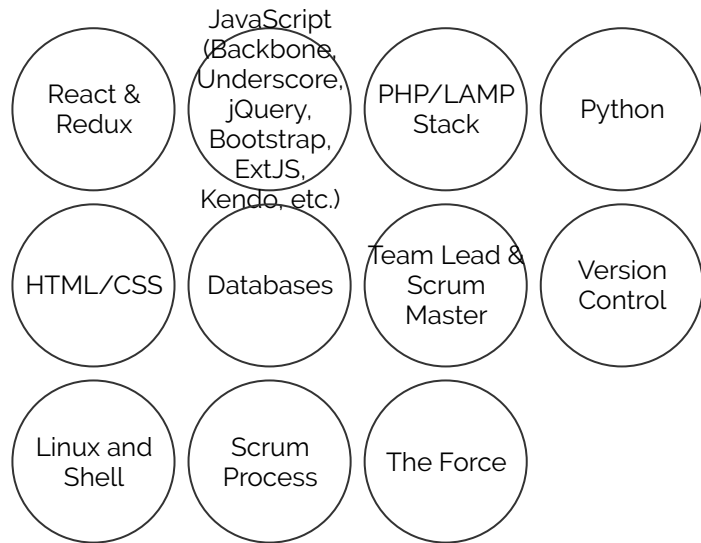 React &
Redux
JavaScript
(Backbone,
Underscore,
jQuery,
Bootstrap,
ExtJS,
Kendo, etc.)
PHP/LAMP
Stack
Python
HTML/CSS
Databases
Team Lead &
Scrum
Master
Version
Control
Linux and
Shell
Scrum
Process
The Force